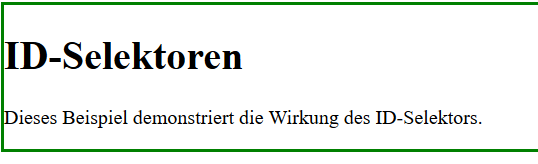 ID-Selektoren
Dieses Beispiel demonstriert die Wirkung des ID-Selektors.